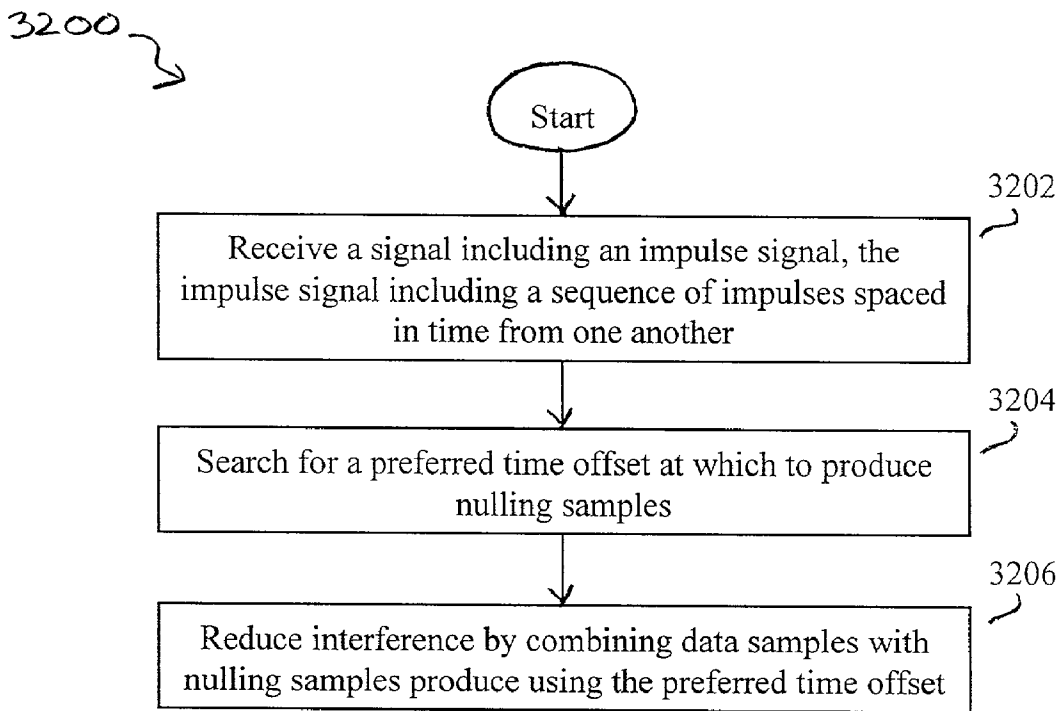 3200
Start
3202
Receive a signal including an impulse signal, the
impulse signal including a sequence of impulses spaced
in time from one another
3204
Search for a preferred time offset at which to produce
nulling samples
3206
Reduce interference by combining data samples with
nulling samples produce using the preferred time offset